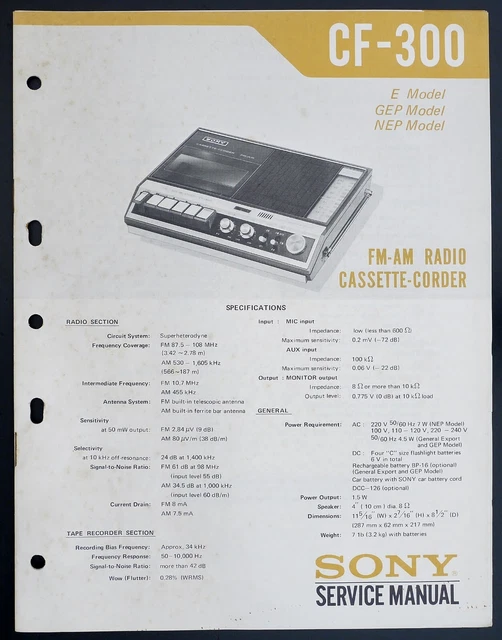 CF-300
E Model
GEP Model
NEP Model
SONY
FM-AM RADIO
CASSETTE-CORDER
SPECIFICATIONS
RADIO SECTION
Circuit System: Superheterodyne
Frequency Coverage: FM 87.5 - 108 MHz
(3.42 ~ 2.78 m)
AM 530 - 1,605 kHz
(566~187 m)
Intermediate Frequency: FM 10.7 MHz
AM 455 kHz
Antenna System: FM built-in telescopic antenna
AM built-in ferrite bar antenna
Sensitivity
at 50 mW output: FM 2.84 μV (9 dB)
AM 80 μV/m (38 dB/m)
Selectivity
at 10 kHz off-resonance: 24 dB at 1,400 kHz
Signal-to-Noise Ratio: FM 61 dB at 98 MHz
(input level 55 dB)
AM 34.5 dB at 1,000 kHz
(input level 60 dB/m)
Current Drain: FM 8 mA
AM 7.5 mA
TAPE RECORDER SECTION
Recording Bias Frequency: Approx. 34 kHz
Frequency Response: 50-10,000 Hz
Signal-to-Noise Ratio: more than 42 dB
Wow (Flutter): 0.28% (WRMS)
Input : MIC input
Impedance: low (less than 600 Ω)
Maximum sensitivity: 0.2 mV (-72 dB)
AUX input
Impedance: 100 kΩ
Maximum sensitivity: 0.06 V (- 22 dB)
Output : MONITOR output
Impedance: 8 Ω or more than 10 kΩ
Output level: 0.775 V (0 dB) at 10 kΩ load
GENERAL
Power Requirement: AC : 220 V 50/60 Hz 7 W (NEP Model)
100 V, 110 - 120 V, 220 - 240 V
50/60 Hz 4.5 W (General Export
and GEP Model)
DC : Four "C" size flashlight batteries
6 V in total
Rechargeable battery BP-16 (optional)
(General Export and GEP Model)
Car battery with SONY car battery cord
DCC-126 (optional)
Power Output: 1.5 W
Speaker: 4" (10 cm) dia. 8 Ω
Dimensions: 11 5/16" (W) x 2 7/16" (H) x 8 1/2" (D)
(287 mm x 62 mm x 217 mm)
Weight: 7 lb (3.2 kg) with batteries
SONY®
SERVICE MANUAL